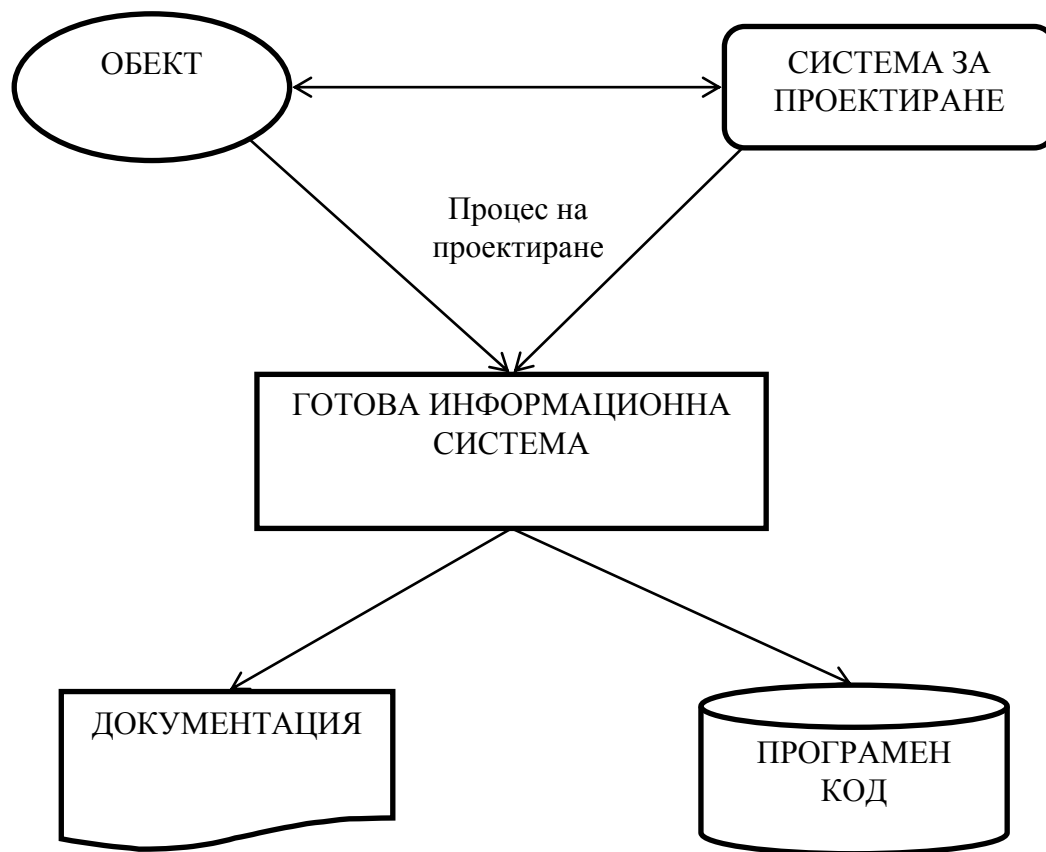 ОБЕКТ
СИСТЕМА ЗА
ПРОЕКТИРАНЕ
Процес на
проектиране
ГОТОВА ИНФОРМАЦИОННА
СИСТЕМА
ДОКУМЕНТАЦИЯ
ПРОГРАМЕН
КОД